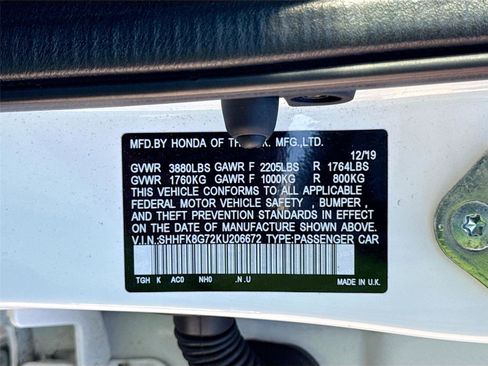 MFD.BY HONDA OF TH K. MFG.,LTD.
12/19
GVWR 3880LBS GAWR F 2205LBS R 1764LBS
GVWR 1760KG GAWR F 1000KG R 800KG
THIS VEHICLE CONFORMS TO ALL APPLICABLE
FEDERAL MOTOR VEHICLE SAFETY , BUMPER ,
AND THEFT PREVENTION STANDARDS IN EFFECT
ON THE DATE OF MANUFACTURE SHOWN ABOVE.
V.I.N.:SHHFK8G72KU206672 TYPE:PASSENGER CAR
TGH K AC0 NH0 .N .U MADE IN U.K.